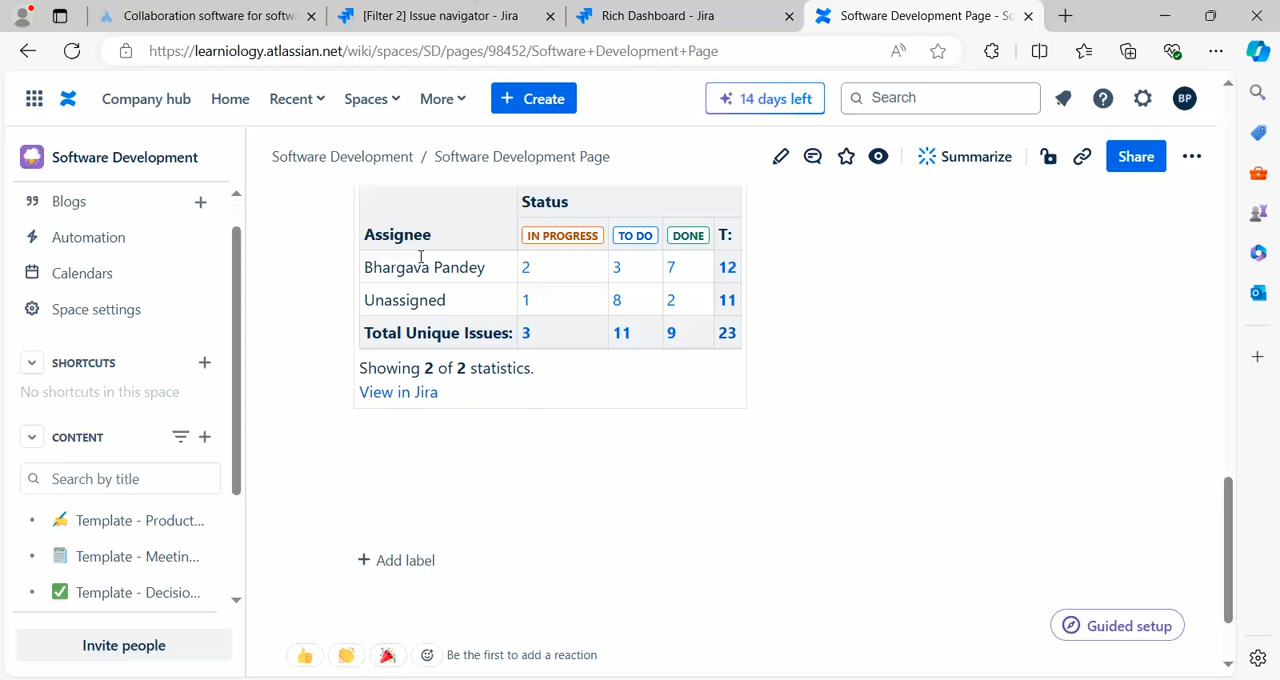 Collaboration software for softwa
[Filter 2] Issue navigator - Jira
Rich Dashboard - Jira
Software Development Page - So
https://learniology.atlassian.net/wiki/spaces/SD/pages/98452/Software+Development+Page
Company hub
Home
Recent
Spaces
More
+ Create
14 days left
Search
BP
Software Development
Software Development / Software Development Page
Summarize
Share
Blogs
Automation
Calendars
Space settings
SHORTCUTS
No shortcuts in this space
CONTENT
Search by title
Template - Product...
Template - Meetin...
Template - Decisio...
Invite people
Status
Assignee IN PROGRESS TO DO DONE T:
Bhargava Pandey 2 3 7 12
Unassigned 1 8 2 11
Total Unique Issues: 3 11 9 23
Showing 2 of 2 statistics.
View in Jira
+ Add label
Guided setup
Be the first to add a reaction